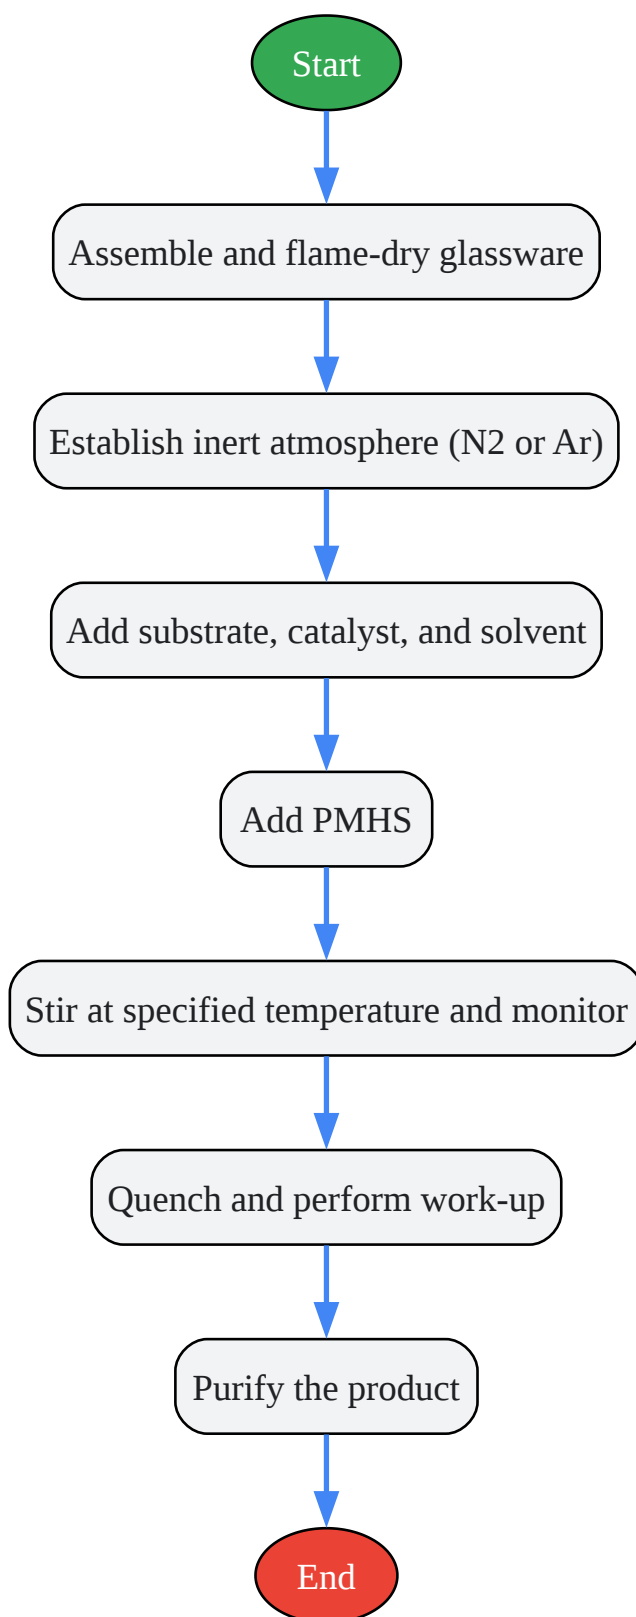 Start
Assemble and flame-dry glassware
Establish inert atmosphere (N2 or Ar)
Add substrate, catalyst, and solvent
Add PMHS
Stir at specified temperature and monitor
Quench and perform work-up
Purify the product
End